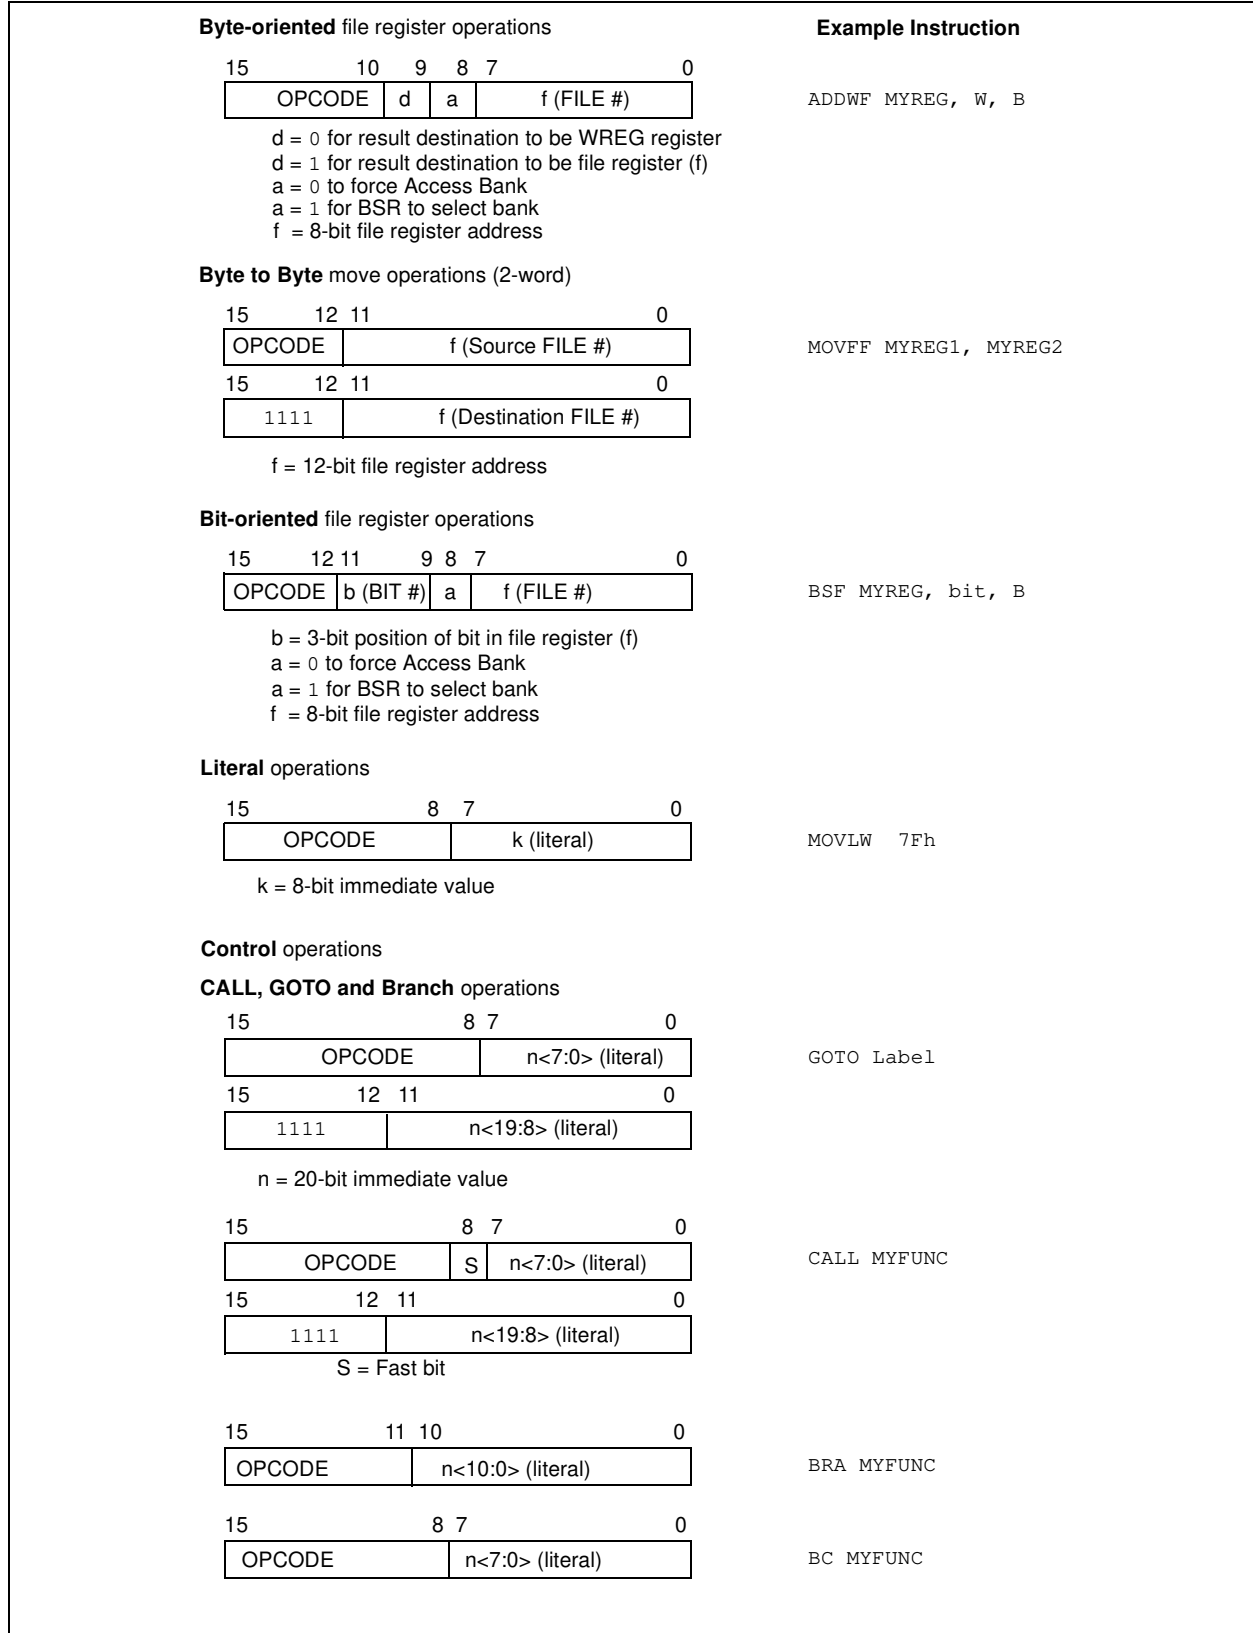 Byte-oriented file register operations Example Instruction
15 10 9 8 7 0
OPCODE d a f (FILE #) ADDWF MYREG, W, B
d = 0 for result destination to be WREG register
d = 1 for result destination to be file register (f)
a = 0 to force Access Bank
a = 1 for BSR to select bank
f = 8-bit file register address
Byte to Byte move operations (2-word)
15 12 11 0
OPCODE f (Source FILE #) MOVFF MYREG1, MYREG2
15 12 11 0
1111 f (Destination FILE #)
f = 12-bit file register address
Bit-oriented file register operations
15 12 11 9 8 7 0
OPCODE b (BIT #) a f (FILE #) BSF MYREG, bit, B
b = 3-bit position of bit in file register (f)
a = 0 to force Access Bank
a = 1 for BSR to select bank
f = 8-bit file register address
Literal operations
15 8 7 0
OPCODE k (literal) MOVLW 7Fh
k = 8-bit immediate value
Control operations
CALL, GOTO and Branch operations
15 8 7 0
OPCODE n<7:0> (literal) GOTO Label
15 12 11 0
1111 n<19:8> (literal)
n = 20-bit immediate value
15 8 7 0
OPCODE S n<7:0> (literal) CALL MYFUNC
15 12 11 0
1111 n<19:8> (literal)
S = Fast bit
15 11 10 0
OPCODE n<10:0> (literal) BRA MYFUNC
15 8 7 0
OPCODE n<7:0> (literal) BC MYFUNC